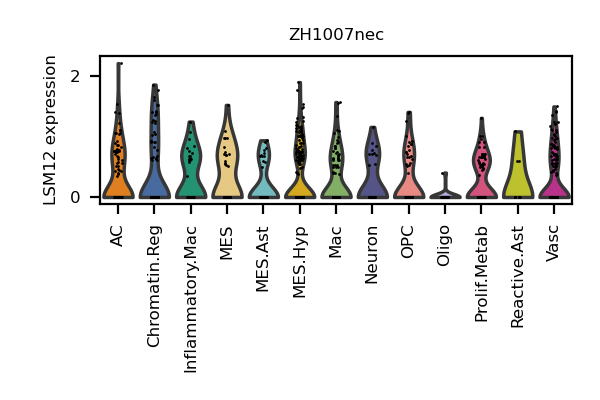 ZH1007nec
LSM12 expression
2
0
AC
Chromatin.Reg
Inflammatory.Mac
MES
MES.Ast
MES.Hyp
Mac
Neuron
OPC
Oligo
Prolif.Metab
Reactive.Ast
Vasc